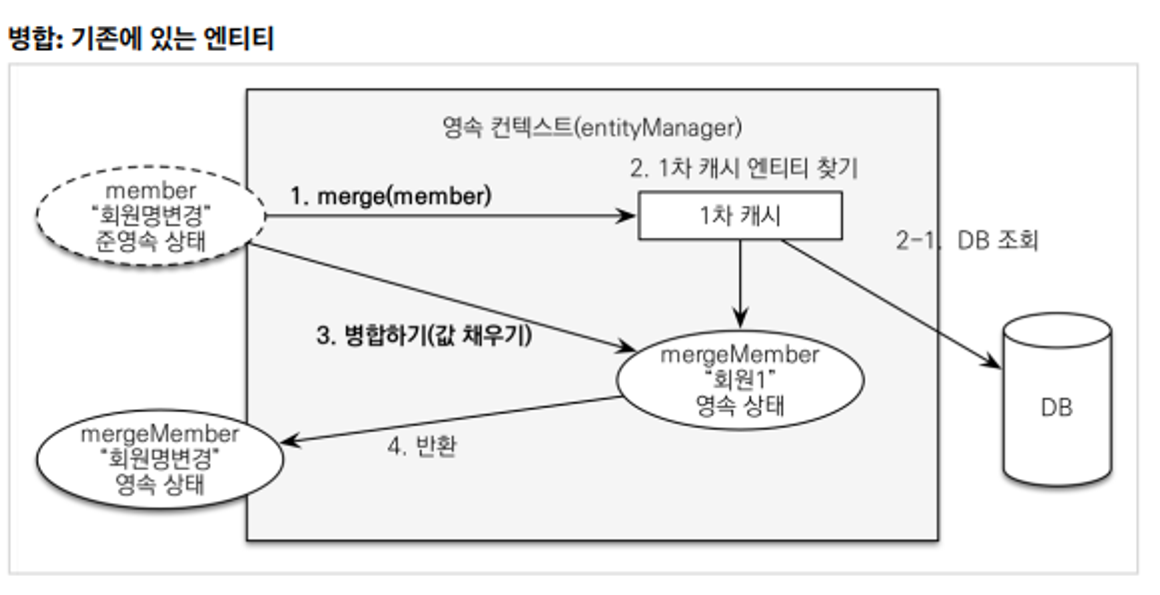 병합: 기존에 있는 엔티티
영속 컨텍스트(entityManager)
2. 1차 캐시 엔티티 찾기
member
“회원명변경”
준영속 상태
1. merge(member)
1차 캐시
2-1. DB 조회
3. 병합하기(값 채우기)
mergeMember
“회원1”
영속 상태
DB
mergeMember
“회원명변경”
영속 상태
4. 반환